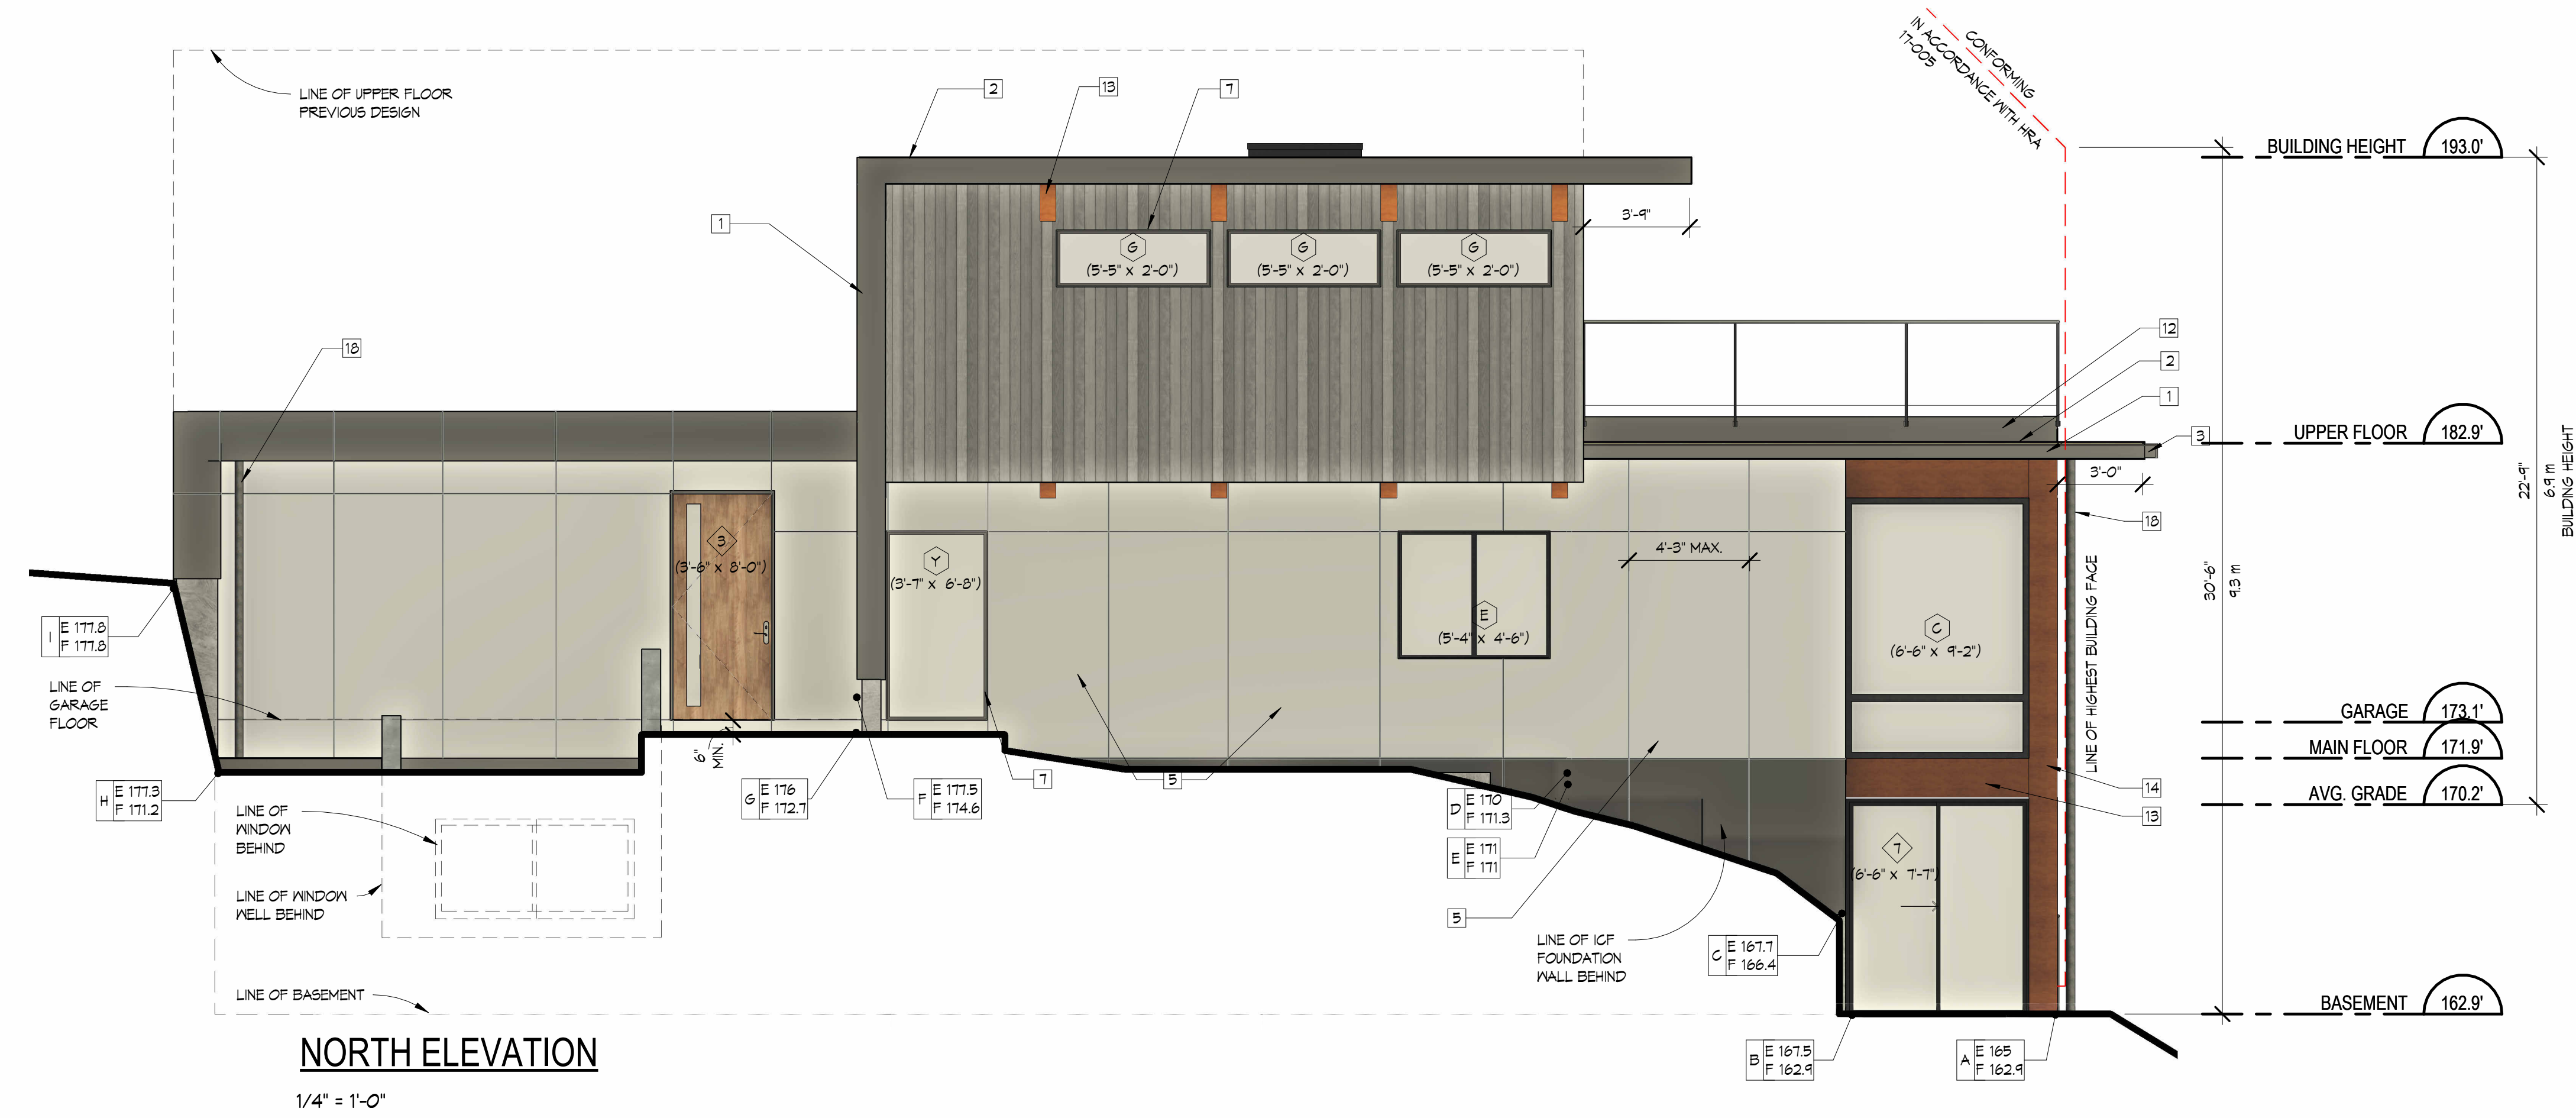 CONFORMING
IN ACCORDANCE WITH HRA
17-005
LINE OF UPPER FLOOR
PREVIOUS DESIGN
2
13
7
1
18
BUILDING HEIGHT 193.0'
3'-9"
G
(5'-5" x 2'-0")
G
(5'-5" x 2'-0")
G
(5'-5" x 2'-0")
12
2
1
3
UPPER FLOOR 182.9'
3'-0"
18
22'-9"
6.9 m
BUILDING HEIGHT
30'-6"
9.3 m
LINE OF HIGHEST BUILDING FACE
3
(3'-6" x 8'-0")
Y
(3'-7" x 6'-8")
4'-3" MAX.
E
(5'-4" x 4'-6")
C
(6'-6" x 9'-2")
I
E 177.8
F 177.8
LINE OF
GARAGE
FLOOR
GARAGE 173.1'
MAIN FLOOR 171.9'
AVG. GRADE 170.2'
6"
MIN.
H
E 177.3
F 171.2
G
E 176
F 172.7
F
E 177.5
F 174.6
7
5
D
E 170
F 171.3
E
E 171
F 171
14
13
7
(6'-6" x 7'-7")
LINE OF
WINDOW
BEHIND
LINE OF WINDOW
WELL BEHIND
5
LINE OF ICF
FOUNDATION
WALL BEHIND
C
E 167.7
F 166.4
LINE OF BASEMENT
BASEMENT 162.9'
B
E 167.5
F 162.9
A
E 165
F 162.9
NORTH ELEVATION
1/4" = 1'-0"